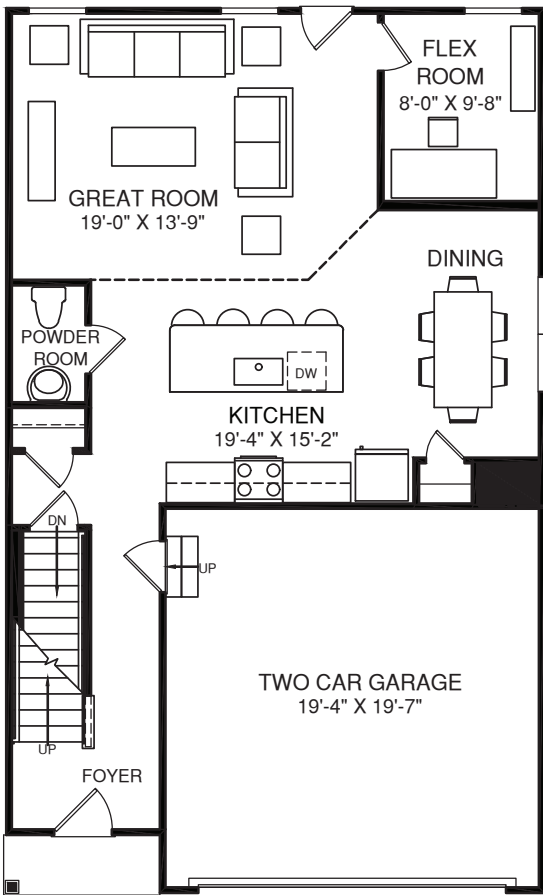 FLEX
ROOM
8'-0" X 9'-8"
GREAT ROOM
19'-0" X 13'-9"
DINING
POWDER
ROOM
DW
KITCHEN
19'-4" X 15'-2"
DN
UP
TWO CAR GARAGE
19'-4" X 19'-7"
UP
FOYER